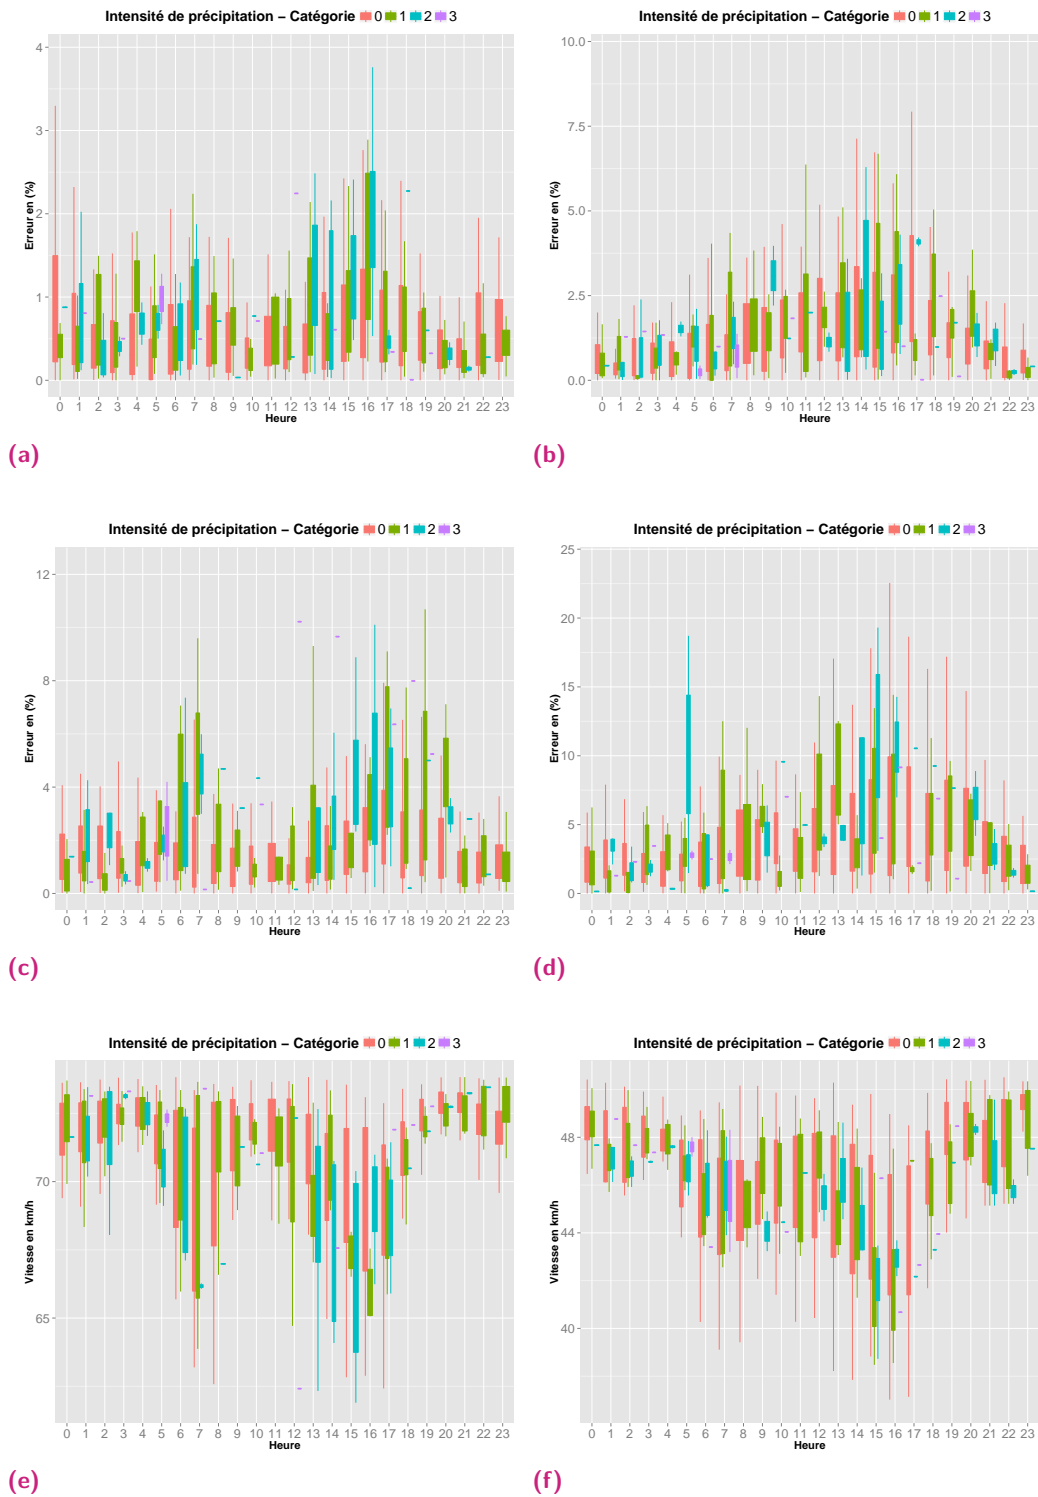 Intensité de précipitation – Catégorie 0 1 2 3
Erreur en (%)
4
3
2
1
0
0 1 2 3 4 5 6 7 8 9 10 11 12 13 14 15 16 17 18 19 20 21 22 23
Heure
(a)
Intensité de précipitation – Catégorie 0 1 2 3
Erreur en (%)
10.0
7.5
5.0
2.5
0.0
0 1 2 3 4 5 6 7 8 9 10 11 12 13 14 15 16 17 18 19 20 21 22 23
Heure
(b)
Intensité de précipitation – Catégorie 0 1 2 3
Erreur en (%)
12
8
4
0
0 1 2 3 4 5 6 7 8 9 10 11 12 13 14 15 16 17 18 19 20 21 22 23
Heure
(c)
Intensité de précipitation – Catégorie 0 1 2 3
Erreur en (%)
25
20
15
10
5
0
0 1 2 3 4 5 6 7 8 9 10 11 12 13 14 15 16 17 18 19 20 21 22 23
Heure
(d)
Intensité de précipitation – Catégorie 0 1 2 3
Vitesse en km/h
70
65
0 1 2 3 4 5 6 7 8 9 10 11 12 13 14 15 16 17 18 19 20 21 22 23
Heure
(e)
Intensité de précipitation – Catégorie 0 1 2 3
Vitesse en km/h
48
44
40
0 1 2 3 4 5 6 7 8 9 10 11 12 13 14 15 16 17 18 19 20 21 22 23
Heure
(f)